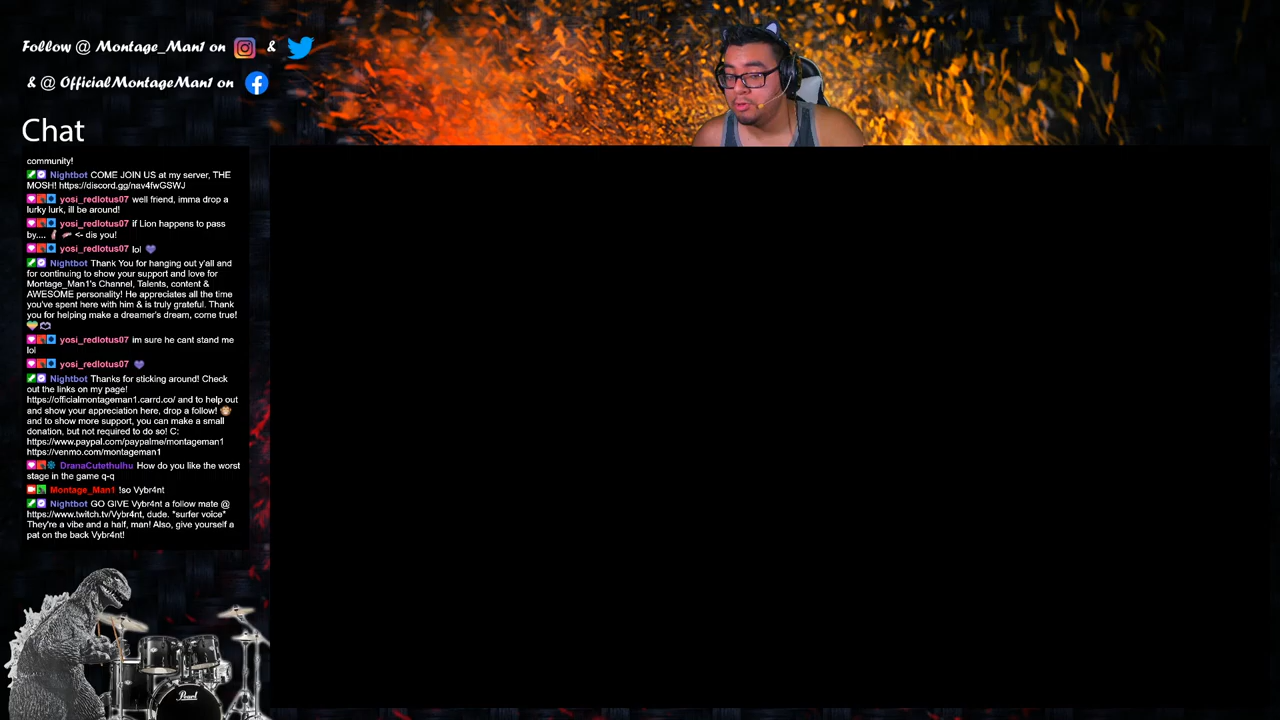 Follow @ Montage_Man1 on &
& @ OfficialMontageMan1 on
Chat
community!
Nightbot COME JOIN US at my server, THE
MOSH! https://discord.gg/nav4fwGSWJ
yosi_redlotus07 well friend, imma drop a
lurky lurk, ill be around!
yosi_redlotus07 if Lion happens to pass
by.... <- dis you!
yosi_redlotus07 lol
Nightbot Thank You for hanging out y'all and
for continuing to show your support and love for
Montage_Man1's Channel, Talents, content &
AWESOME personality! He appreciates all the time
you've spent here with him & is truly grateful. Thank
you for helping make a dreamer's dream, come true!
yosi_redlotus07 im sure he cant stand me
lol
yosi_redlotus07
Nightbot Thanks for sticking around! Check
out the links on my page!
https://officialmontageman1.carrd.co/ and to help out
and show your appreciation here, drop a follow!
and to show more support, you can make a small
donation, but not required to do so! C:
https://www.paypal.com/paypalme/montageman1
https://venmo.com/montageman1
DranaCutethulhu How do you like the worst
stage in the game q-q
Montage_Man1 !so Vybr4nt
Nightbot GO GIVE Vybr4nt a follow mate @
https://www.twitch.tv/Vybr4nt, dude. *surfer voice*
They're a vibe and a half, man! Also, give yourself a
pat on the back Vybr4nt!
Pearl